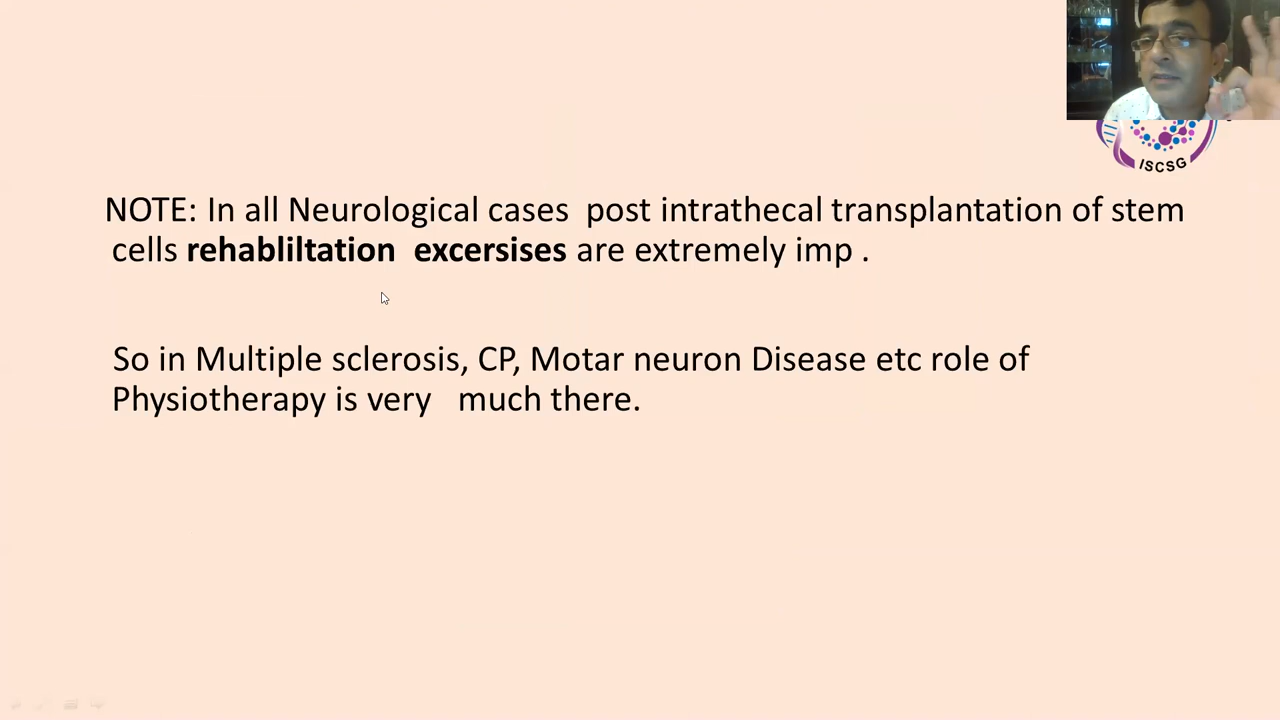 ISCSG
NOTE: In all Neurological cases  post intrathecal transplantation of stem
cells rehabliltation  excersises are extremely imp .
So in Multiple sclerosis, CP, Motar neuron Disease etc role of
Physiotherapy is very   much there.